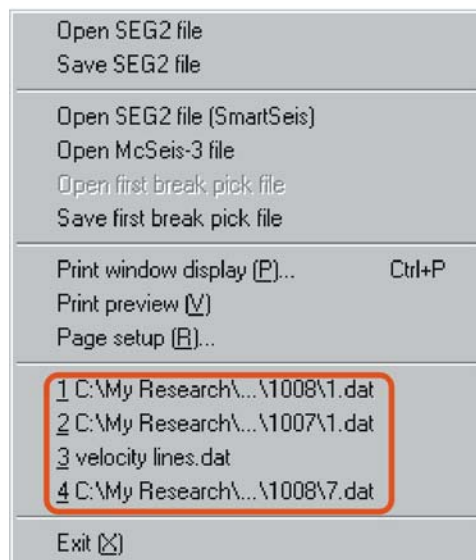 Open SEG2 file
Save SEG2 file
Open SEG2 file (SmartSeis)
Open McSeis-3 file
Open first break pick file
Save first break pick file
Print window display (P)... Ctrl+P
Print preview (V)
Page setup (R)...
1 C:\My Research\...\1008\1.dat
2 C:\My Research\...\1007\1.dat
3 velocity lines.dat
4 C:\My Research\...\1008\7.dat
Exit (X)